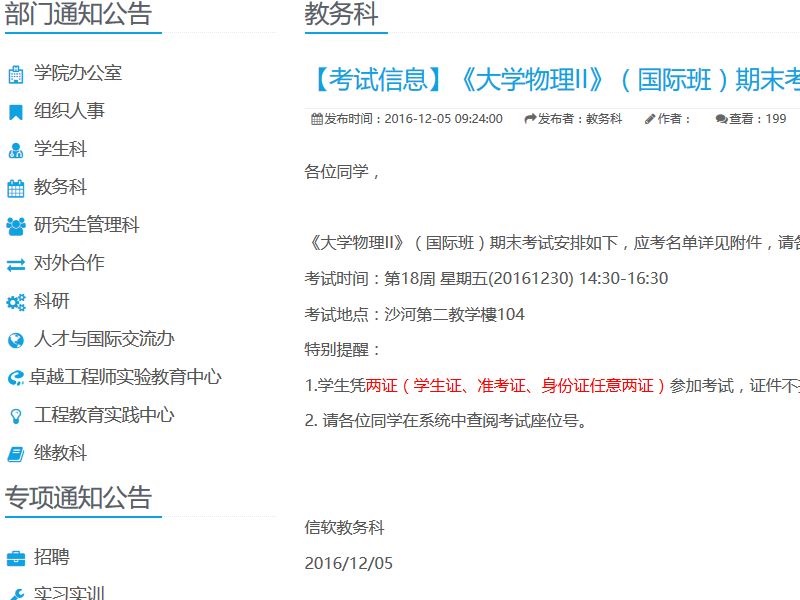 部门通知公告
学院办公室
组织人事
学生科
教务科
研究生管理科
对外合作
科研
人才与国际交流办
卓越工程师实验教育中心
工程教育实践中心
继教科
专项通知公告
招聘
实习实训
教务科
【考试信息】《大学物理II》（国际班）期末考
发布时间：2016-12-05 09:24:00 发布者：教务科 作者： 查看：199
各位同学，
《大学物理II》（国际班）期末考试安排如下，应考名单详见附件，请各
考试时间：第18周 星期五(20161230) 14:30-16:30
考试地点：沙河第二教学樓104
特别提醒：
1.学生凭两证（学生证、准考证、身份证任意两证）参加考试，证件不
2. 请各位同学在系统中查阅考试座位号。
信软教务科
2016/12/05